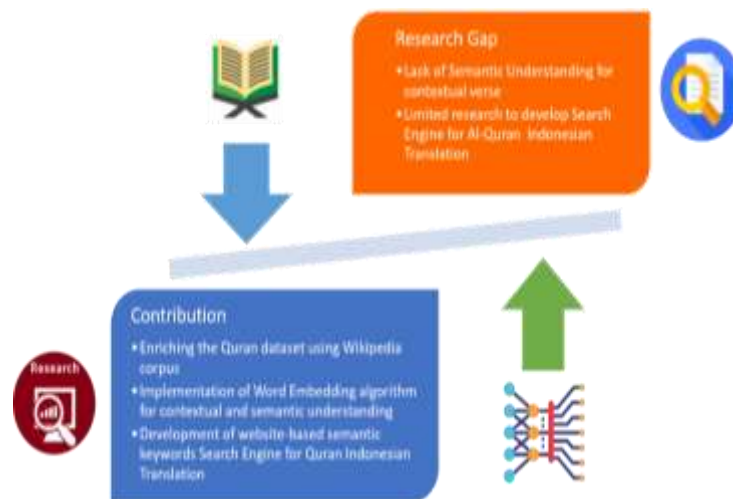 Research Gap
•Lack of Semantic Understanding for
contextual verse
•Limited research to develop Search
Engine for Al-Quran Indonesian
Translation
Contribution
•Enriching the Quran dataset using Wikipedia
corpus
•Implementation of Word Embedding algorithm
for contextual and semantic understanding
•Development of website-based semantic
keywords Search Engine for Quran Indonesian
Translation
Research